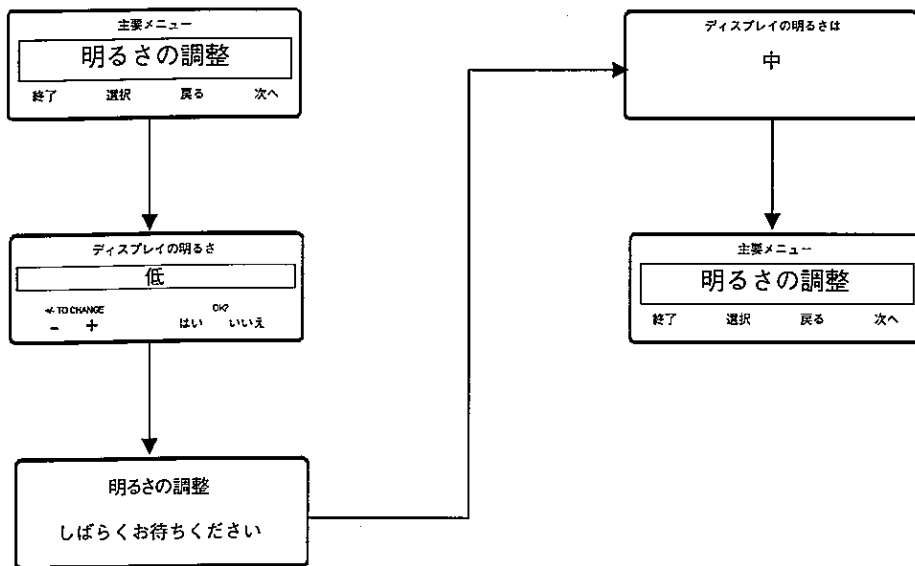 主要メニュー
明るさの調整
終了 選択 戻る 次へ
ディスプレイの明るさ
低
+/- TO CHANGE OK?
- + はい いいえ
明るさの調整
しばらくお待ちください
ディスプレイの明るさは
中
主要メニュー
明るさの調整
終了 選択 戻る 次へ